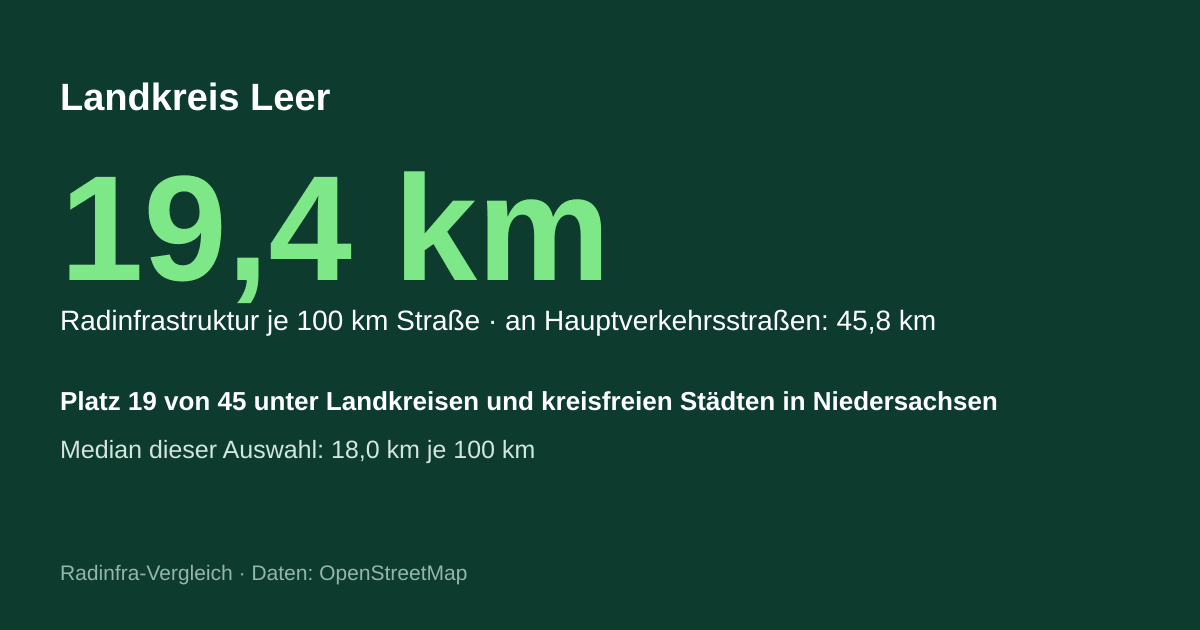 Landkreis Leer
19,4 km
Radinfrastruktur je 100 km Straße · an Hauptverkehrsstraßen: 45,8 km
Platz 19 von 45 unter Landkreisen und kreisfreien Städten in Niedersachsen
Median dieser Auswahl: 18,0 km je 100 km
Radinfra-Vergleich · Daten: OpenStreetMap